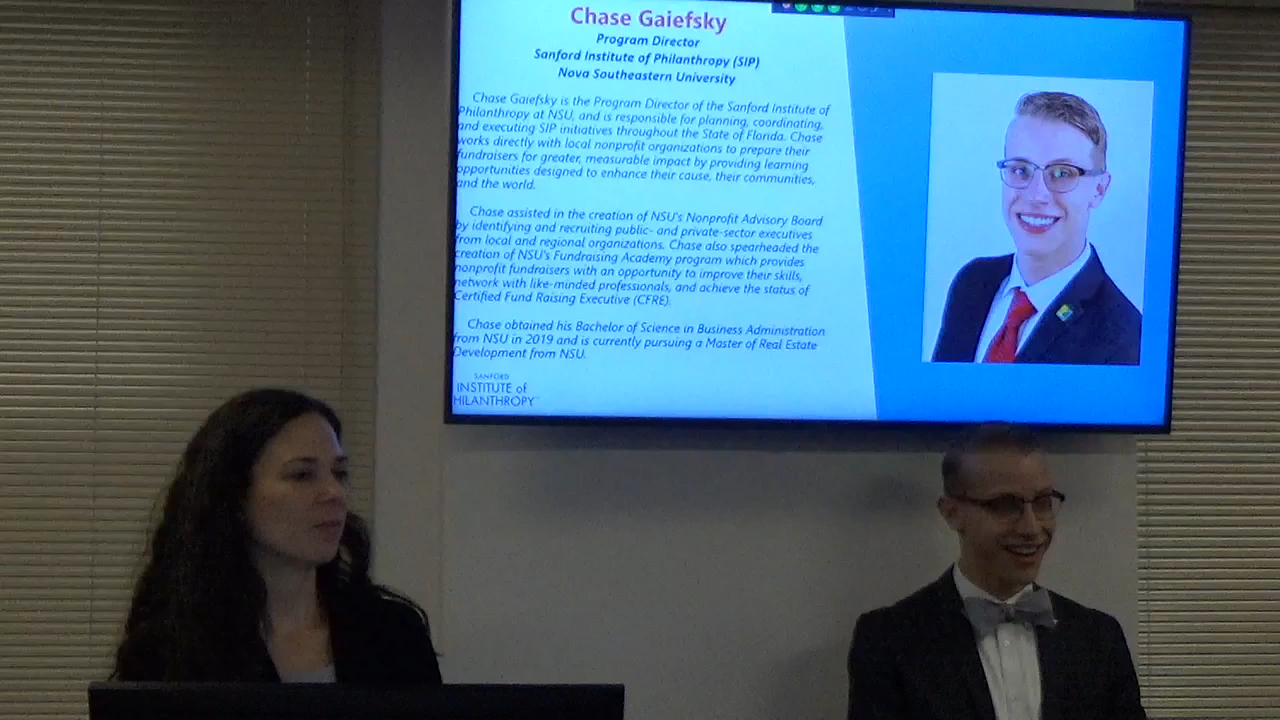 Chase Gaiefsky
Program Director
Sanford Institute of Philanthropy (SIP)
Nova Southeastern University
Chase Gaiefsky is the Program Director of the Sanford Institute of
Philanthropy at NSU, and is responsible for planning, coordinating,
and executing SIP initiatives throughout the State of Florida. Chase
works directly with local nonprofit organizations to prepare their
fundraisers for greater, measurable impact by providing learning
opportunities designed to enhance their cause, their communities,
and the world.
Chase assisted in the creation of NSU's Nonprofit Advisory Board
by identifying and recruiting public- and private-sector executives
from local and regional organizations. Chase also spearheaded the
creation of NSU's Fundraising Academy program which provides
nonprofit fundraisers with an opportunity to improve their skills,
network with like-minded professionals, and achieve the status of
Certified Fund Raising Executive (CFRE).
Chase obtained his Bachelor of Science in Business Administration
from NSU in 2019 and is currently pursuing a Master of Real Estate
Development from NSU.
SANFORD
INSTITUTE of
HILANTHROPY